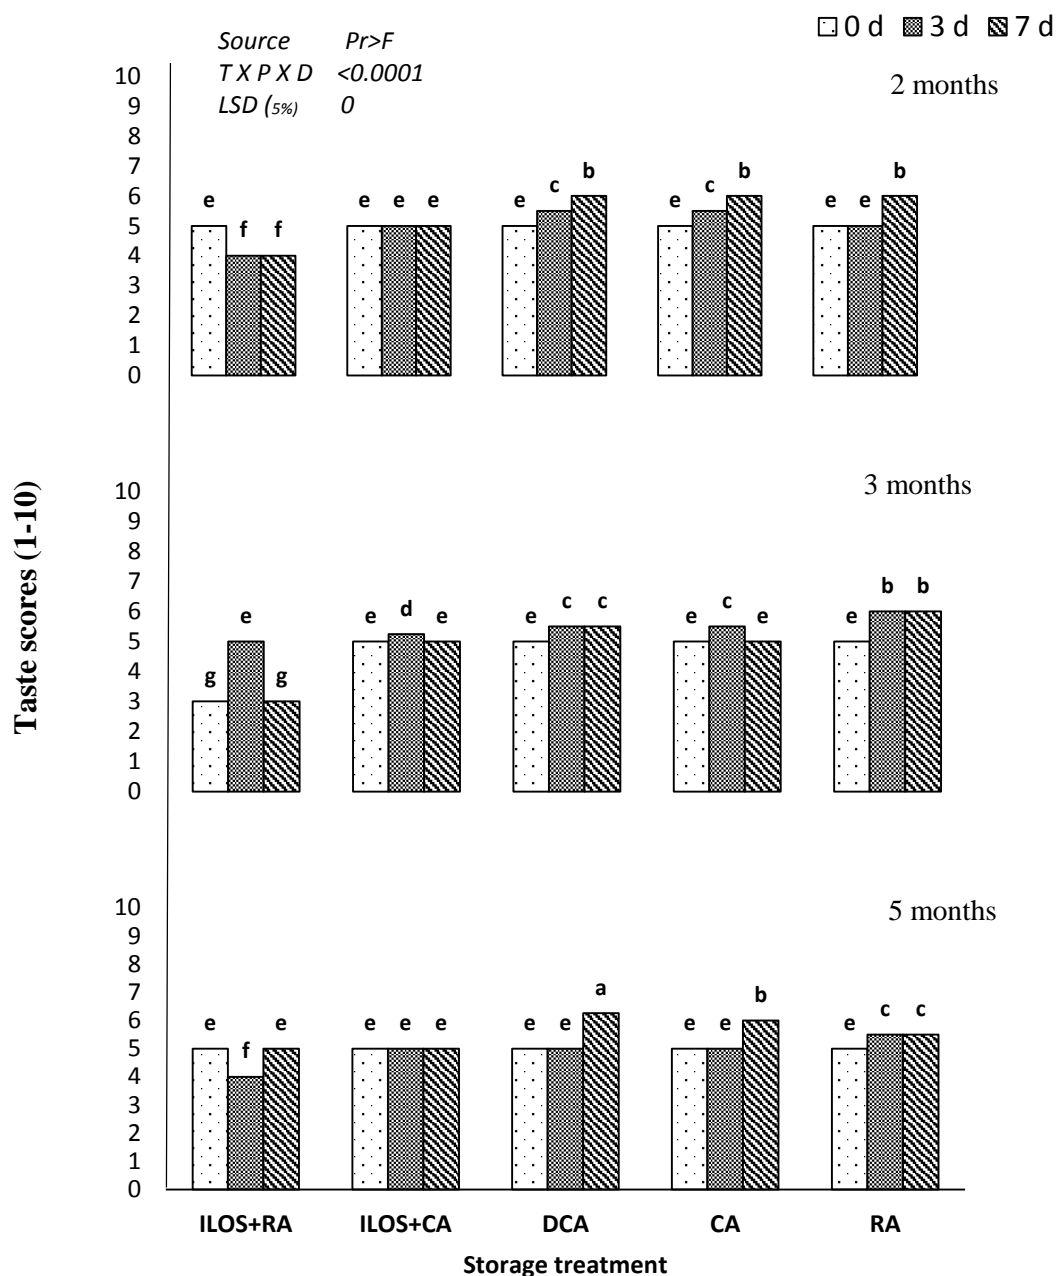 0 d 3 d 7 d
Source Pr>F
T X P X D <0.0001
LSD (5%) 0
2 months
10
9
8
7
6
5
4
3
2
1
0
e f f e e e e c b e c b e e b
3 months
10
9
8
7
6
5
4
3
2
1
0
g e g e d e e c c e c e e b b
5 months
10
9
8
7
6
5
4
3
2
1
0
e f e e e e e e a e e b e c c
ILOS+RA ILOS+CA DCA CA RA
Storage treatment
Taste scores (1-10)